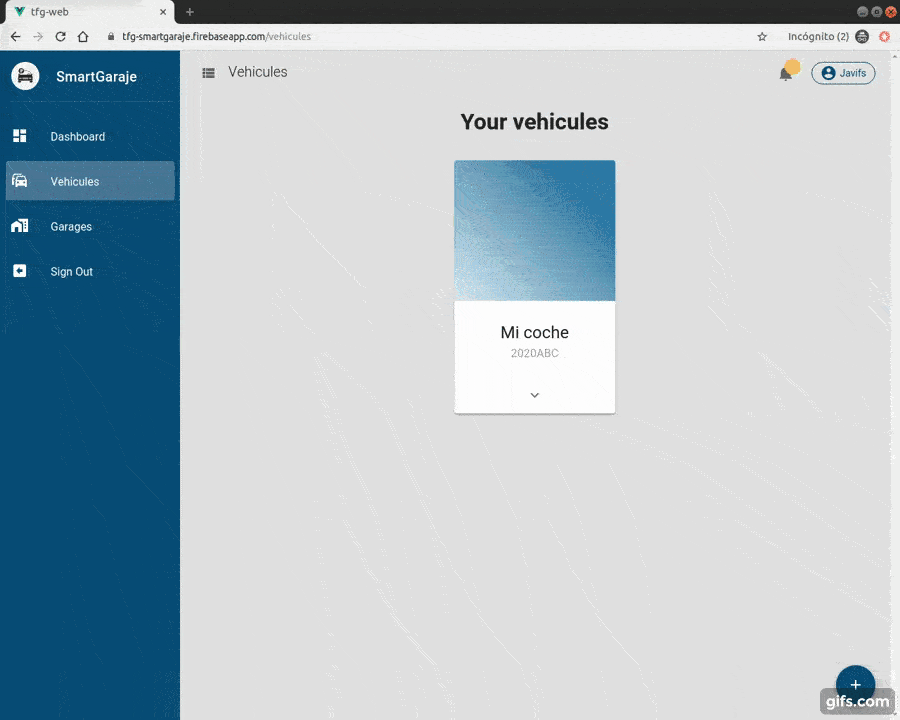 tfg-web
tfg-smartgaraje.firebaseapp.com/vehicules
Incógnito (2)
SmartGaraje
Vehicules
Javifs
Dashboard
Vehicules
Garages
Sign Out
Your vehicules
Mi coche
2020ABC
gifs.com